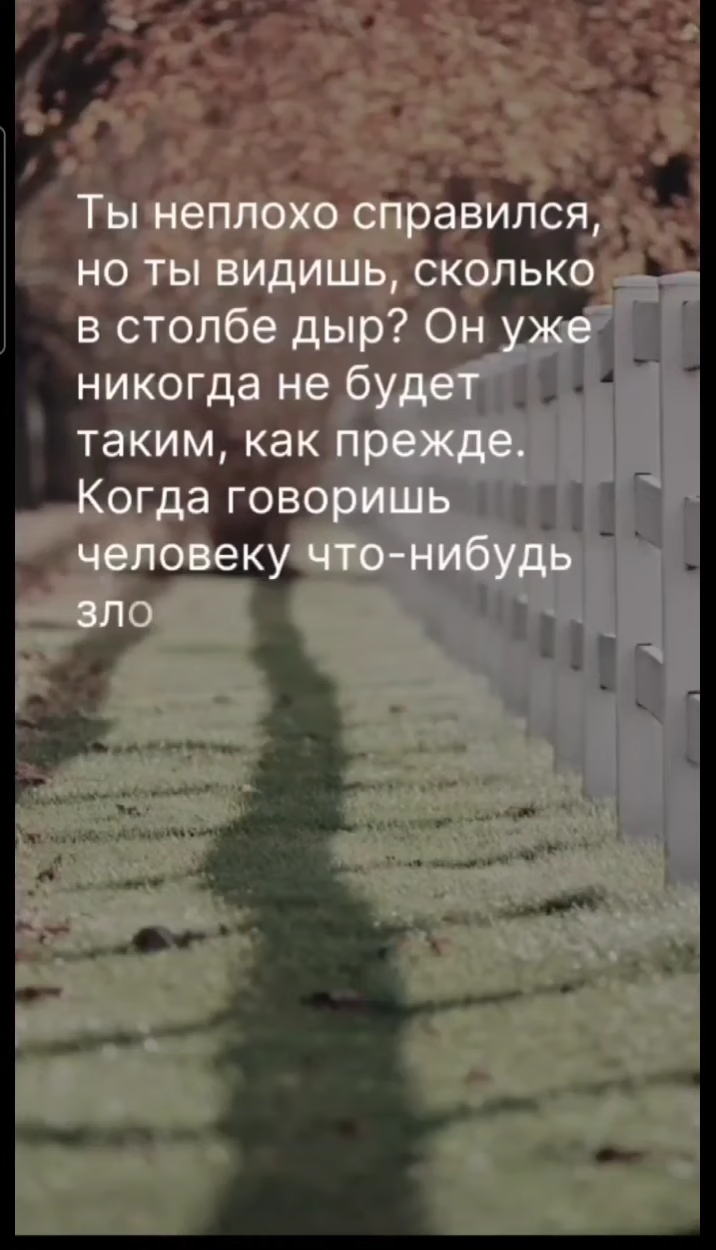 Ты неплохо справился,
но ты видишь, сколько
в столбе дыр? Он уже
никогда не будет
таким, как прежде.
Когда говоришь
человеку что-нибудь
зло